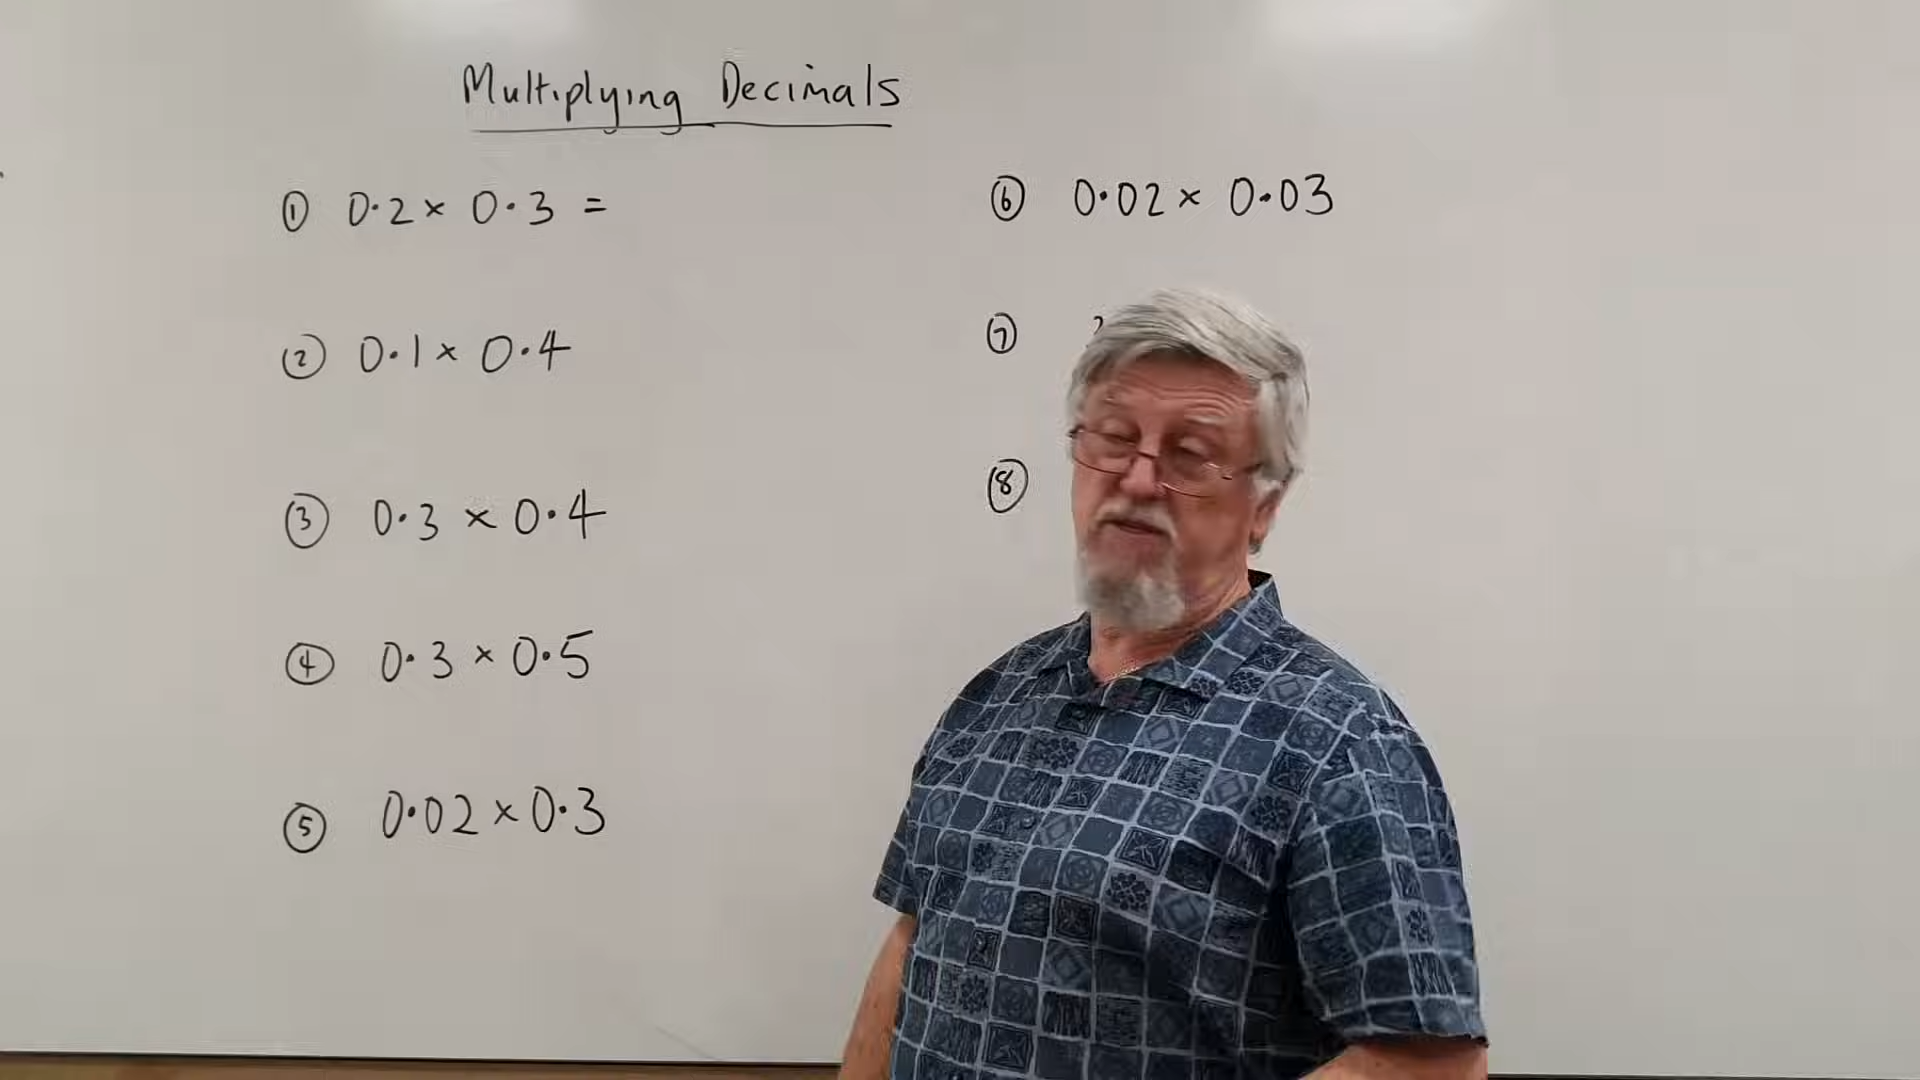 Multiplying Decimals
① 0.2 × 0.3 =
② 0.1 × 0.4
③ 0.3 × 0.4
④ 0.3 × 0.5
⑤ 0.02 × 0.3
⑥ 0.02 × 0.03
⑦
⑧